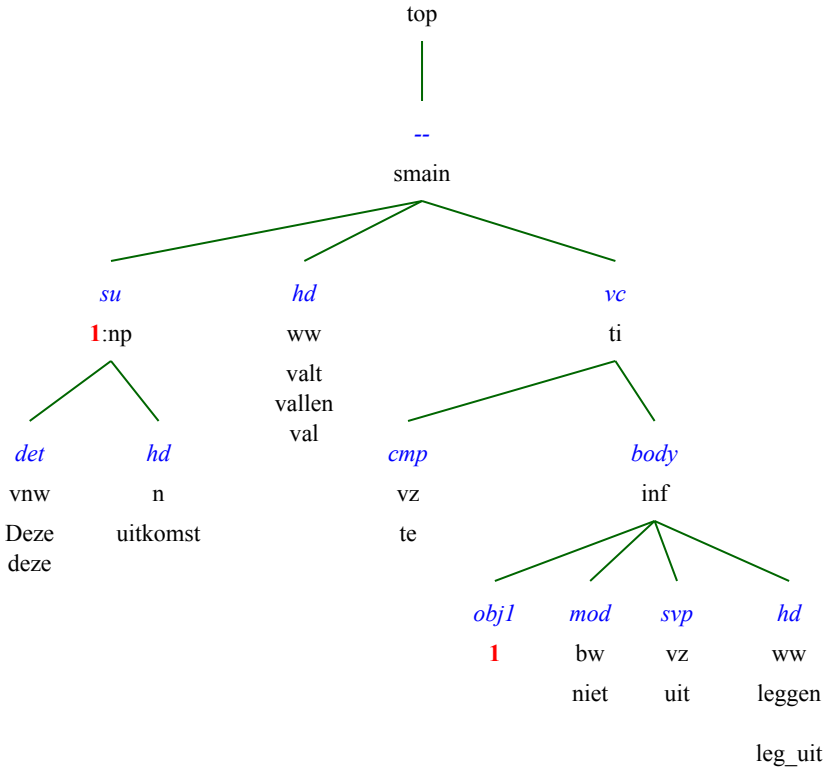 top
--
smain
su hd vc
1:np ww ti
valt
vallen
val
det hd cmp body
vnw n vz inf
Deze uitkomst te
deze
obj1 mod svp hd
1 bw vz ww
niet uit leggen
leg_uit